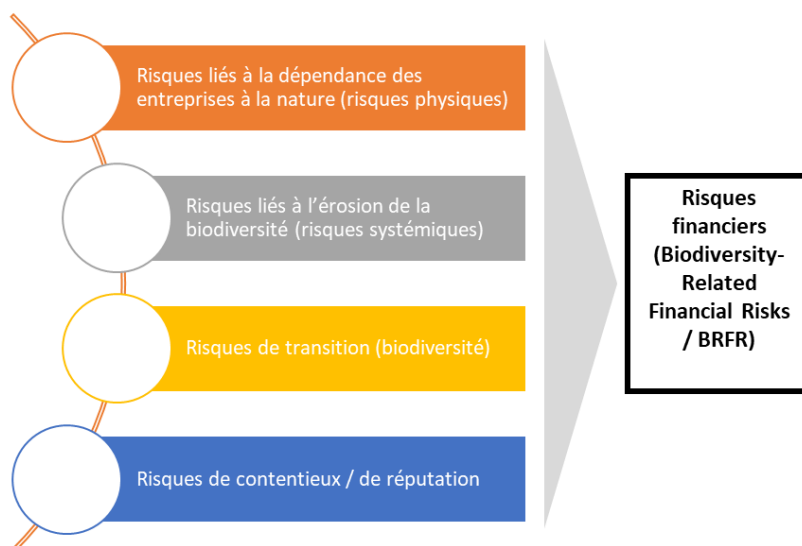 Risques liés à la dépendance des
entreprises à la nature (risques physiques)
Risques liés à l’érosion de la
biodiversité (risques systémiques)
Risques de transition (biodiversité)
Risques de contentieux / de réputation
Risques
financiers
(Biodiversity-
Related
Financial Risks
/ BRFR)